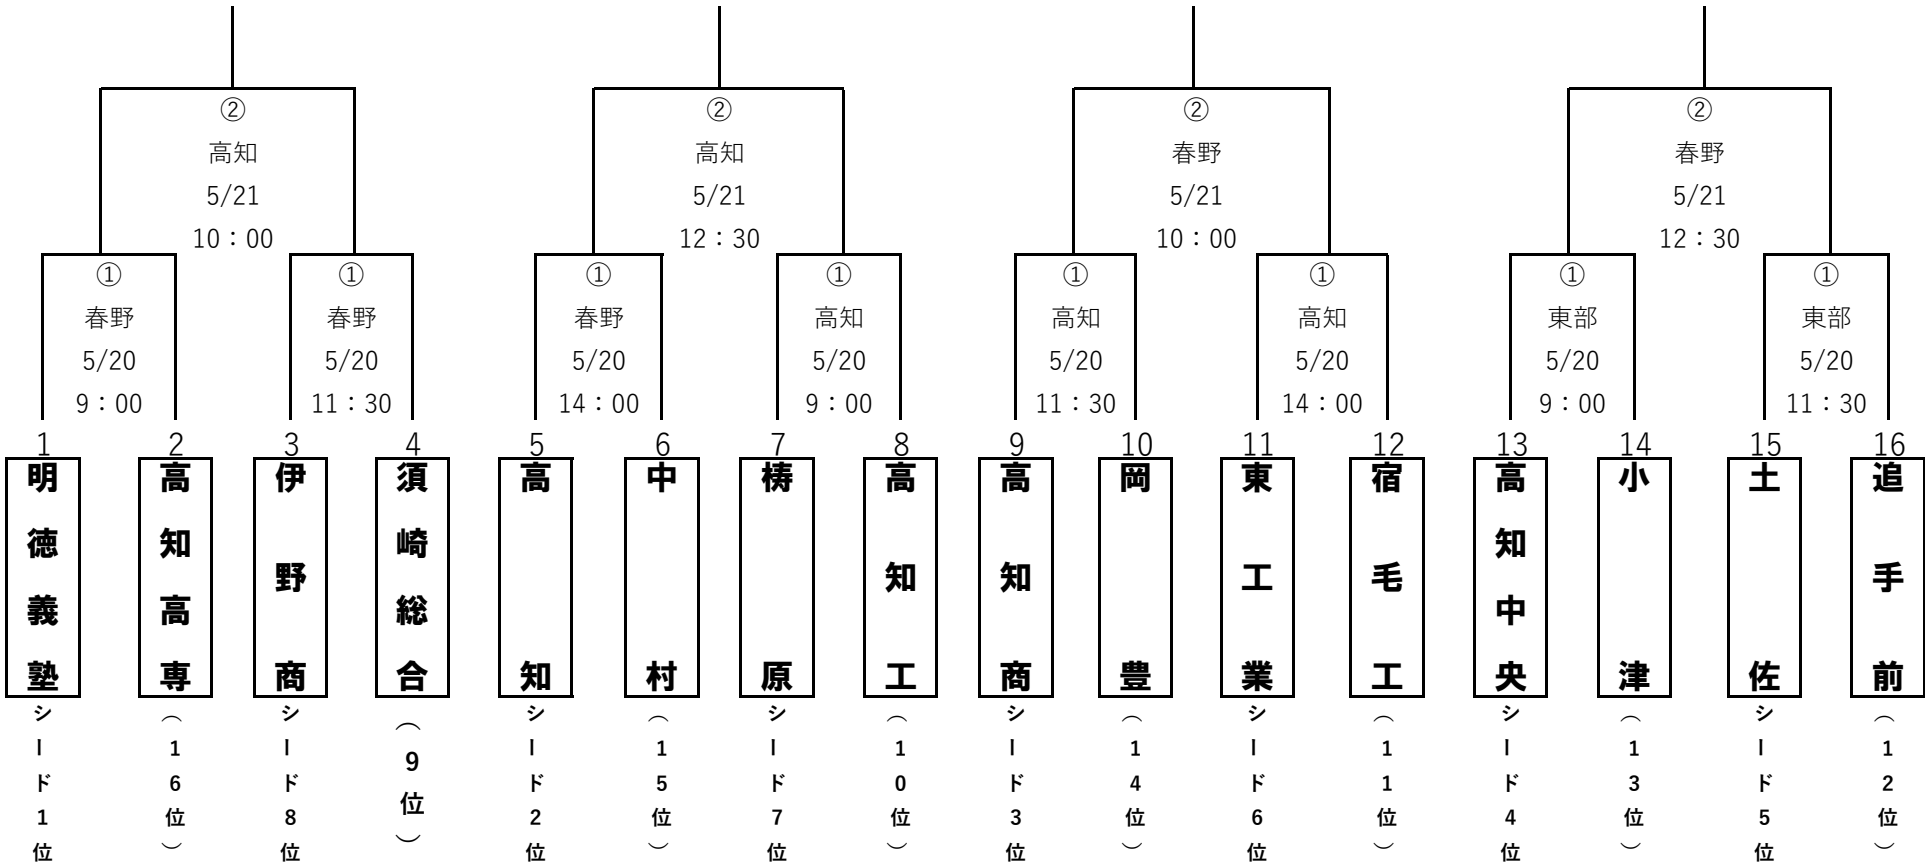 ②
高知
5/21
10：00
②
高知
5/21
12：30
②
春野
5/21
10：00
②
春野
5/21
12：30
①
春野
5/20
9：00
①
春野
5/20
11：30
①
春野
5/20
14：00
①
高知
5/20
9：00
①
高知
5/20
11：30
①
高知
5/20
14：00
①
東部
5/20
9：00
①
東部
5/20
11：30
1
明徳義塾
シード1位
2
高知高専
（16位）
3
伊野商
シード8位
4
須崎総合
（9位）
5
高知
シード2位
6
中村
（15位）
7
梼原
シード7位
8
高知工
（10位）
9
高知商
シード3位
10
岡豊
（14位）
11
東工業
シード6位
12
宿毛工
（11位）
13
高知中央
シード4位
14
小津
（13位）
15
土佐
シード5位
16
追手前
（12位）